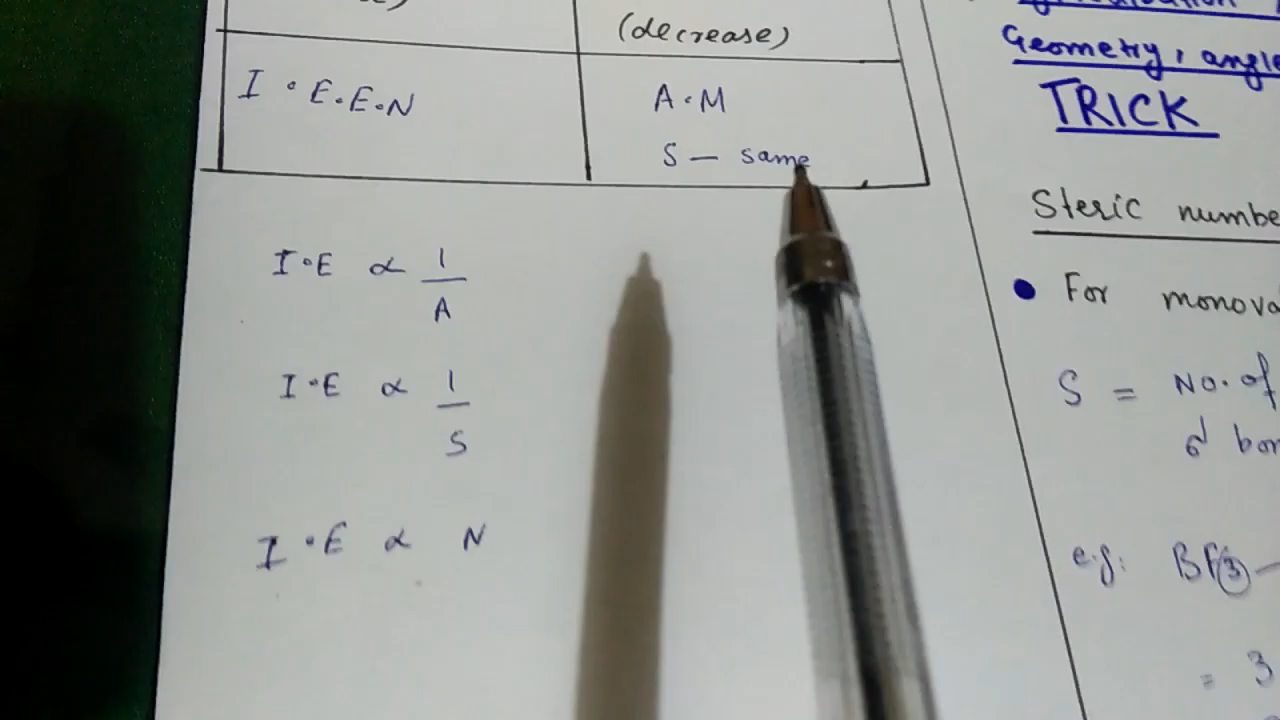 (decrease)
I . E . E . N
A . M
S – same
I.E ∝ 1/A
I.E ∝ 1/S
I.E ∝ N
Geometry, angle
TRICK
Steric numbe
• For monova
S = No. of
σ bon
e.g: BF3 –
= 3